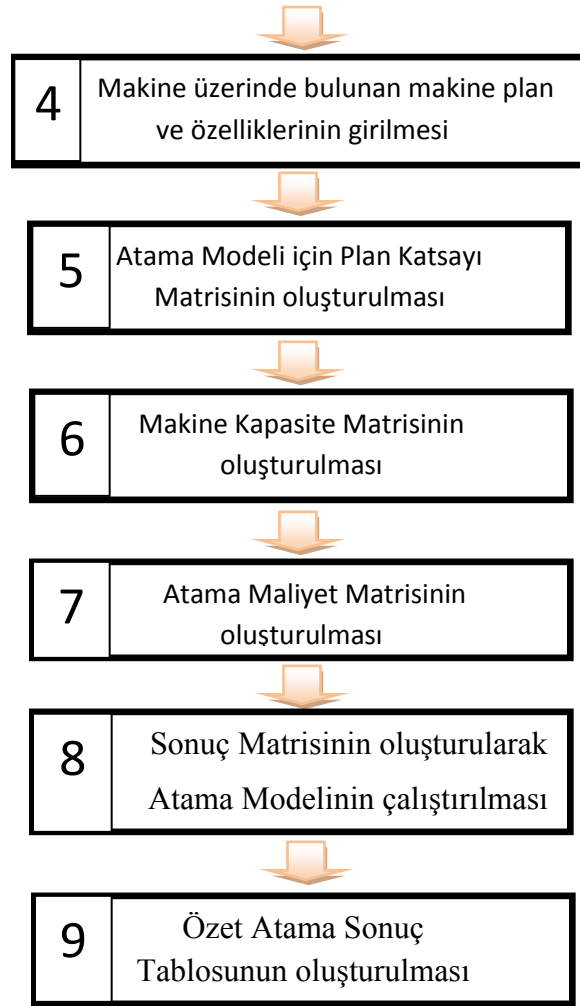 4
Makine üzerinde bulunan makine plan
ve özelliklerinin girilmesi
5
Atama Modeli için Plan Katsayı
Matrisinin oluşturulması
6
Makine Kapasite Matrisinin
oluşturulması
7
Atama Maliyet Matrisinin
oluşturulması
8
Sonuç Matrisinin oluşturularak
Atama Modelinin çalıştırılması
9
Özet Atama Sonuç
Tablosunun oluşturulması